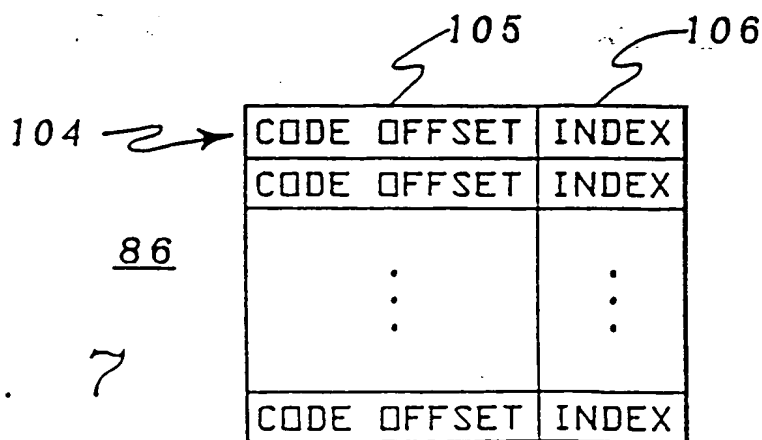 105 106
104 CODE OFFSET INDEX
CODE OFFSET INDEX
86
7
CODE OFFSET INDEX